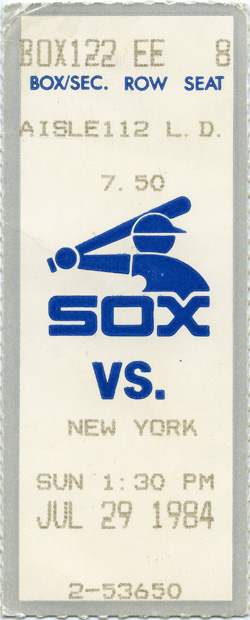 BOX122 EE 8
BOX/SEC. ROW SEAT
AISLE112 L.D.
7.50
SOX
VS.
NEW YORK
SUN 1:30 PM
JUL 29 1984
2-53650